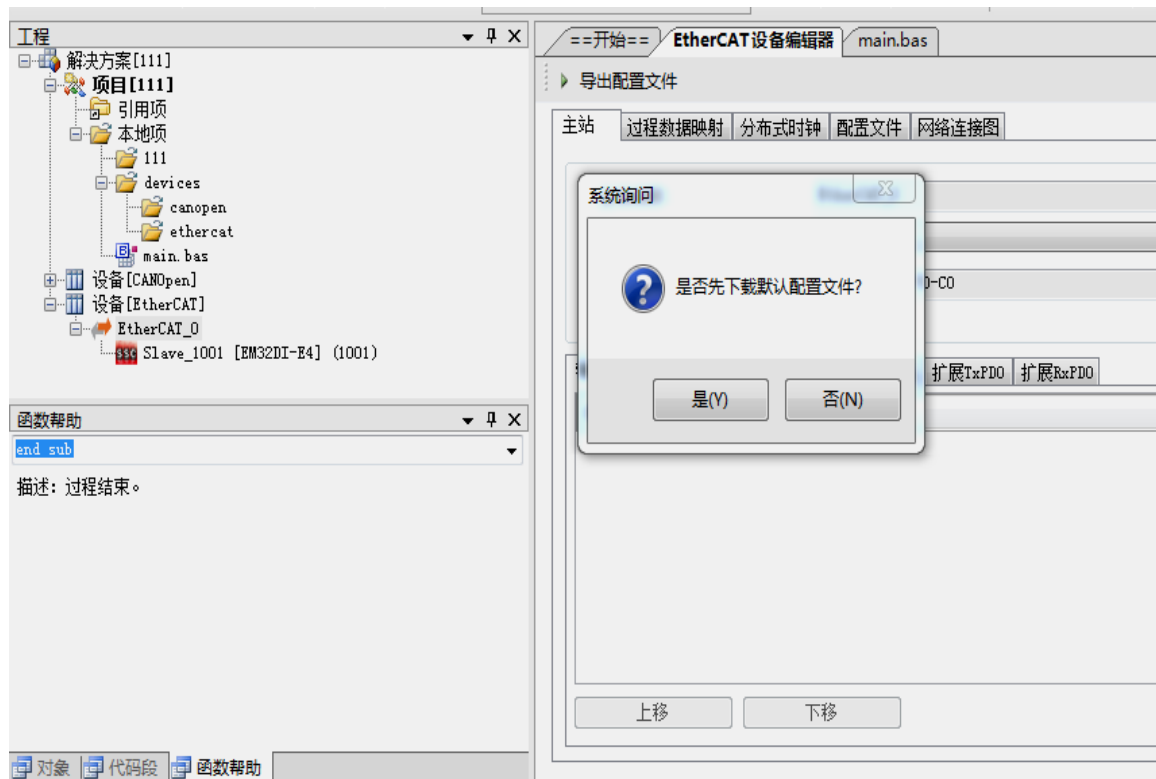 工程
解决方案[111]
项目[111]
引用项
本地项
111
devices
canopen
ethercat
main.bas
设备[CANOpen]
设备[EtherCAT]
EtherCAT_0
Slave_1001 [EM32DI-E4] (1001)
函数帮助
end sub
描述：过程结束。
对象
代码段
函数帮助
==开始==
EtherCAT设备编辑器
main.bas
导出配置文件
主站
过程数据映射
分布式时钟
配置文件
网络连接图
系统询问
是否先下载默认配置文件?
是(Y)
否(N)
扩展TxPDO
扩展RxPDO
上移
下移